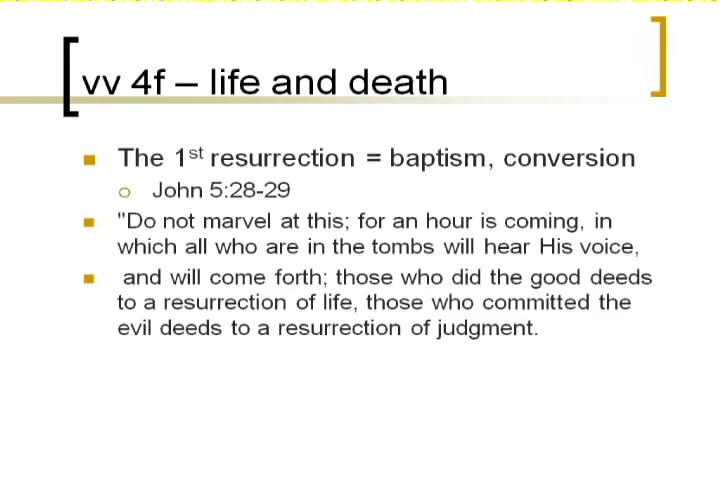 vv 4f – life and death
The 1st resurrection = baptism, conversion
John 5:28-29
"Do not marvel at this; for an hour is coming, in
which all who are in the tombs will hear His voice,
and will come forth; those who did the good deeds
to a resurrection of life, those who committed the
evil deeds to a resurrection of judgment.